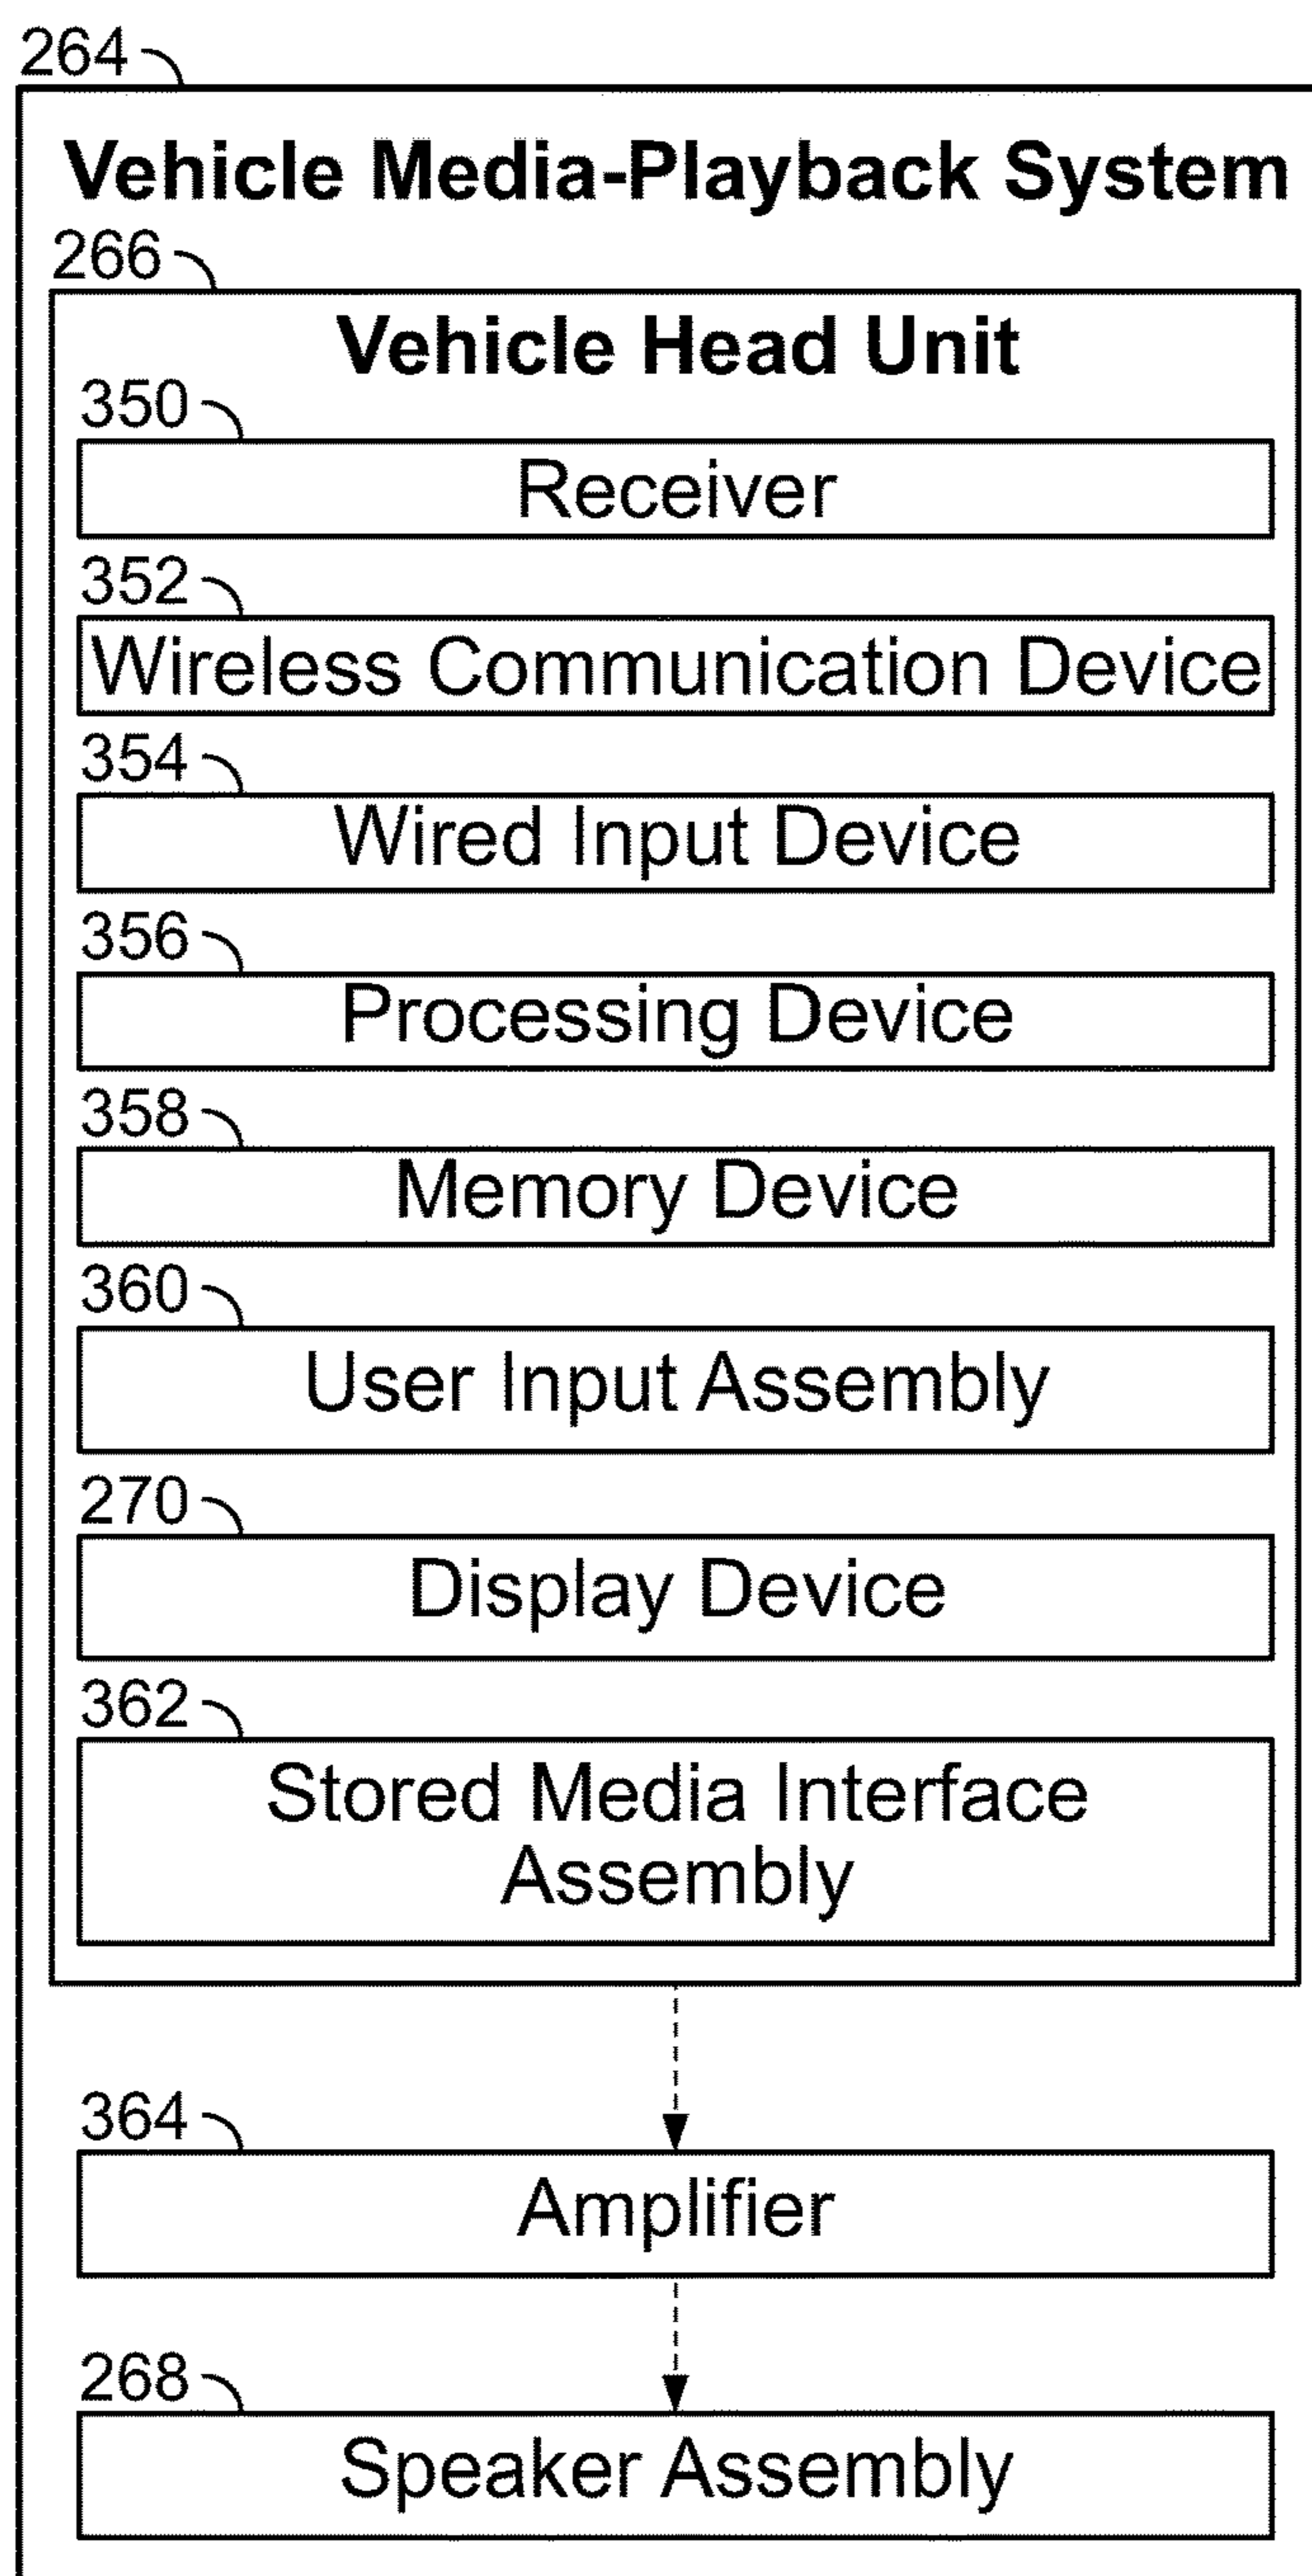 264
Vehicle Media-Playback System
266
Vehicle Head Unit
350
Receiver
352
Wireless Communication Device
354
Wired Input Device
356
Processing Device
358
Memory Device
360
User Input Assembly
270
Display Device
362
Stored Media Interface
Assembly
364
Amplifier
268
Speaker Assembly